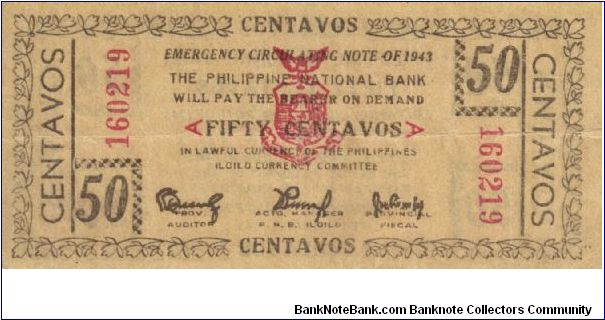 CENTAVOS
EMERGENCY CIRCULATING NOTE OF 1943
THE PHILIPPINE NATIONAL BANK
WILL PAY THE BEARER ON DEMAND
A FIFTY CENTAVOS A
IN LAWFUL CURRENCY OF THE PHILIPPINES
ILOILO CURRENCY COMMITTEE
CENTAVOS
160219
50
50
160219
CENTAVOS
PROV. AUDITOR
ACTG. MANAGER P. N. B. ILOILO
PROVINCIAL FISCAL
CENTAVOS
BankNoteBank.com Banknote Collectors Community